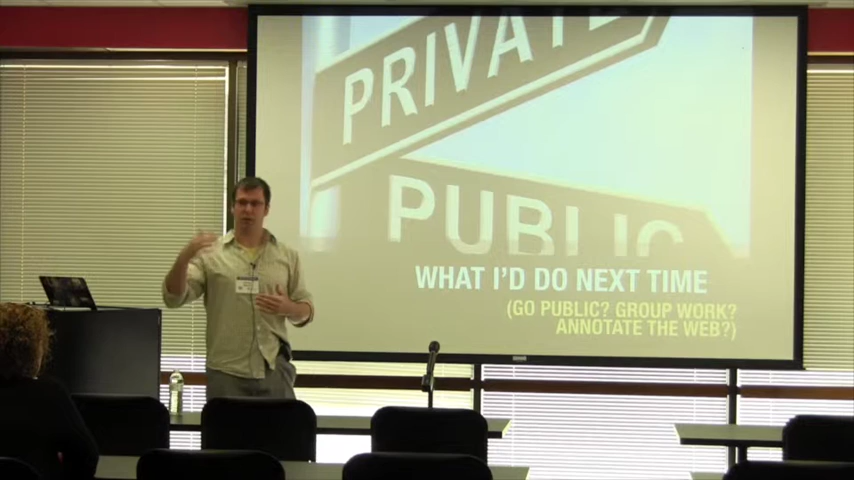 PRIVATE
PUBLIC
WHAT I'D DO NEXT TIME
(GO PUBLIC? GROUP WORK?
ANNOTATE THE WEB?)